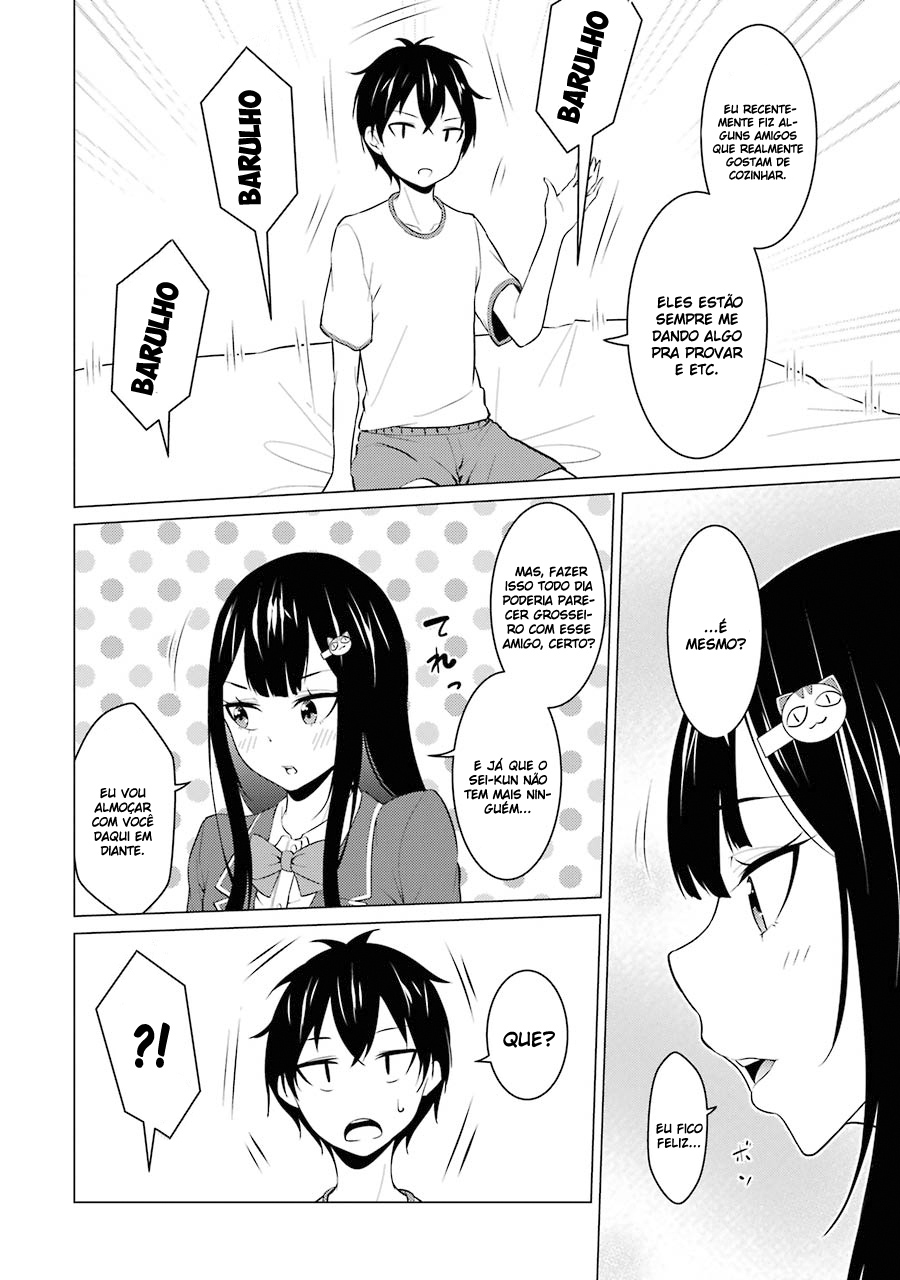 EU RECENTE-
MENTE FIZ AL-
GUNS AMIGOS
QUE REALMENTE
GOSTAM DE
COZINHAR.
ELES ESTÃO
SEMPRE ME
DANDO ALGO
PRA PROVAR
E ETC.
BARULHO
BARULHO
BARULHO
...É
MESMO?
EU FICO
FELIZ...
ボソッ
MAS, FAZER
ISSO TODO DIA
PODERIA PARE-
CER GROSSEI-
RO COM ESSE
AMIGO, CERTO?
E JÁ QUE O
SEI-KUN NÃO
TEM MAIS NIN-
GUÉM...
てれっ
EU VOU
ALMOÇAR
COM VOCÊ
DAQUI EM
DIANTE.
QUE?
?!